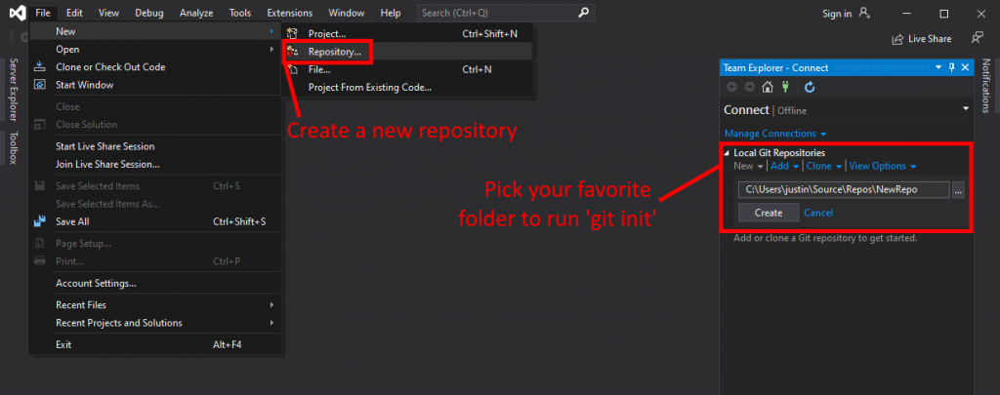 File Edit View Debug Analyze Tools Extensions Window Help Search (Ctrl+Q) Sign in
Live Share
New
Open
Clone or Check Out Code
Start Window
Close
Close Solution
Start Live Share Session
Join Live Share Session...
Save Selected Items Ctrl+S
Save Selected Items As...
Save All Ctrl+Shift+S
Page Setup...
Print... Ctrl+P
Account Settings...
Recent Files
Recent Projects and Solutions
Exit Alt+F4
Project... Ctrl+Shift+N
Repository...
File... Ctrl+N
Project From Existing Code...
Server Explorer
Toolbox
Create a new repository
Pick your favorite
folder to run 'git init'
Team Explorer - Connect
Connect | Offline
Manage Connections
Local Git Repositories
New | Add | Clone | View Options
C:\Users\justin\Source\Repos\NewRepo ...
Create Cancel
Add or clone a Git repository to get started.
Notifications